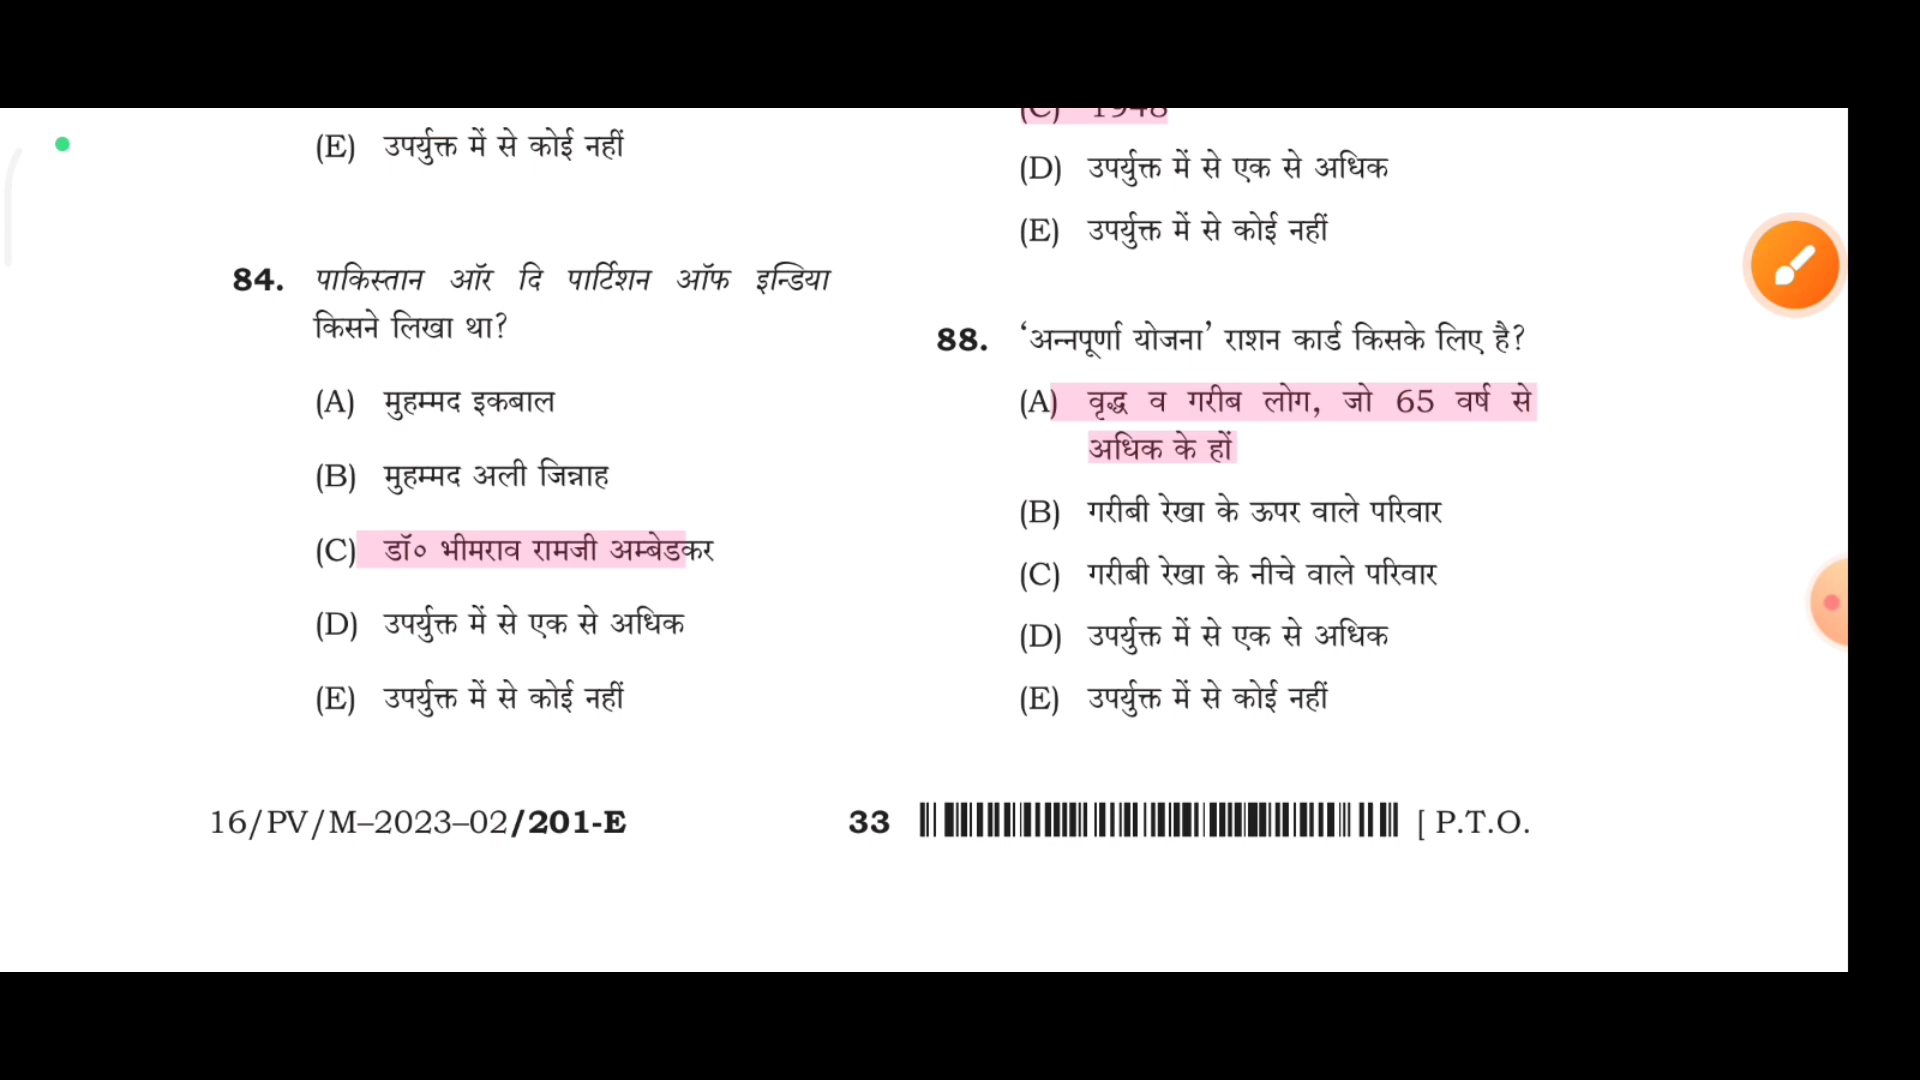 (E) उपर्युक्त में से कोई नहीं
84. पाकिस्तान ऑर दि पार्टिशन ऑफ इन्डिया
किसने लिखा था?
(A) मुहम्मद इकबाल
(B) मुहम्मद अली जिन्नाह
(C) डॉ० भीमराव रामजी अम्बेडकर
(D) उपर्युक्त में से एक से अधिक
(E) उपर्युक्त में से कोई नहीं
(C) 1948
(D) उपर्युक्त में से एक से अधिक
(E) उपर्युक्त में से कोई नहीं
88. ‘अन्नपूर्णा योजना’ राशन कार्ड किसके लिए है?
(A) वृद्ध व गरीब लोग, जो 65 वर्ष से
अधिक के हों
(B) गरीबी रेखा के ऊपर वाले परिवार
(C) गरीबी रेखा के नीचे वाले परिवार
(D) उपर्युक्त में से एक से अधिक
(E) उपर्युक्त में से कोई नहीं
16/PV/M–2023–02/201-E 33 [ P.T.O.